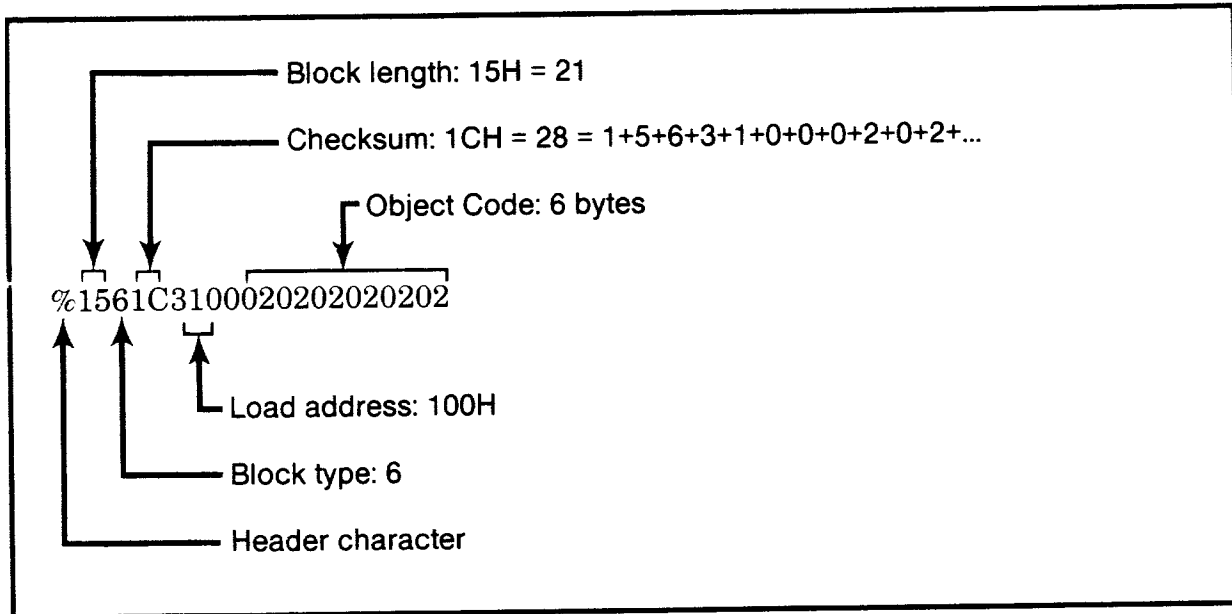 Block length: 15H = 21
Checksum: 1CH = 28 = 1+5+6+3+1+0+0+0+2+0+2+...
Object Code: 6 bytes
%1561C3100020202020202
Load address: 100H
Block type: 6
Header character